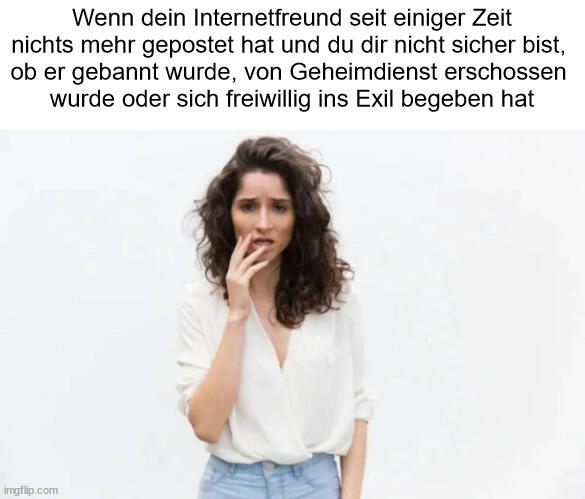 Wenn dein Internetfreund seit einiger Zeit
nichts mehr gepostet hat und du dir nicht sicher bist,
ob er gebannt wurde, von Geheimdienst erschossen
wurde oder sich freiwillig ins Exil begeben hat
imgflip.com